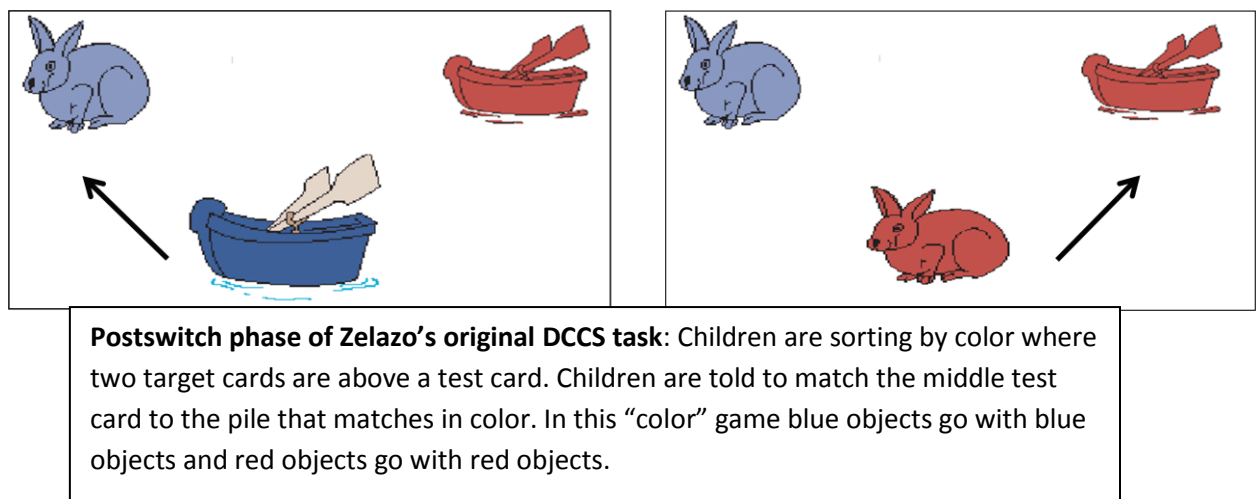 Postswitch phase of Zelazo’s original DCCS task: Children are sorting by color where
two target cards are above a test card. Children are told to match the middle test
card to the pile that matches in color. In this “color” game blue objects go with blue
objects and red objects go with red objects.